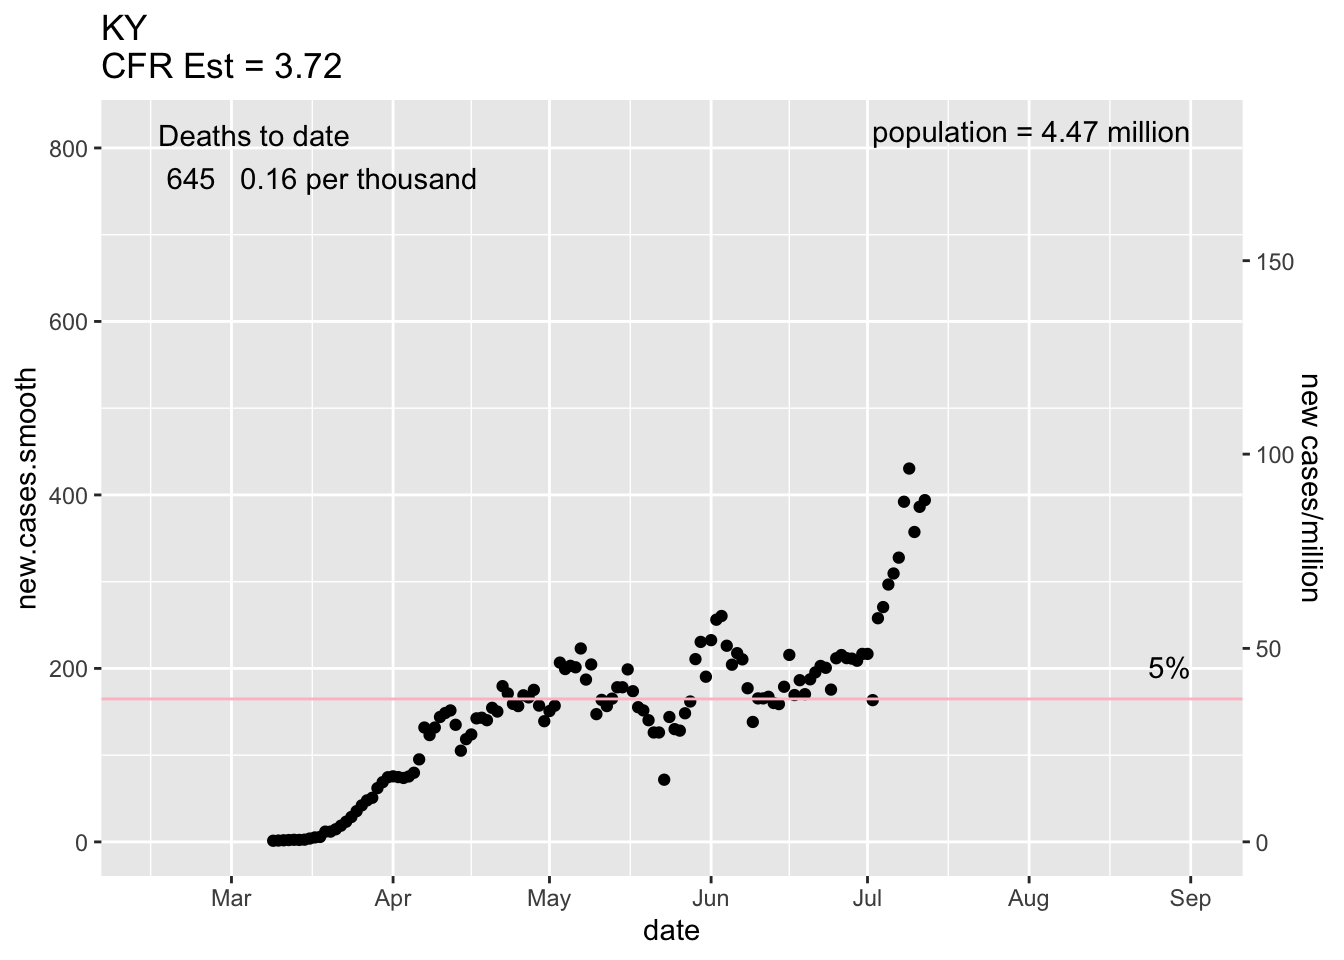 KY
CFR Est = 3.72
Deaths to date
645 0.16 per thousand
population = 4.47 million
800
600
400
200
0
new.cases.smooth
150
100
50
0
new cases/million
5%
Mar Apr May Jun Jul Aug Sep
date